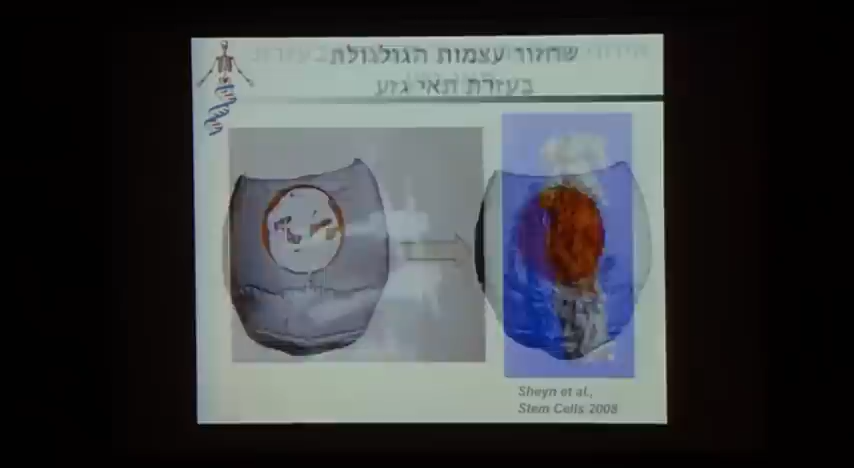 שחזור עצמות הגולגולת
בעזרת תאי גזע
Sheyn et al.,
Stem Cells 2008